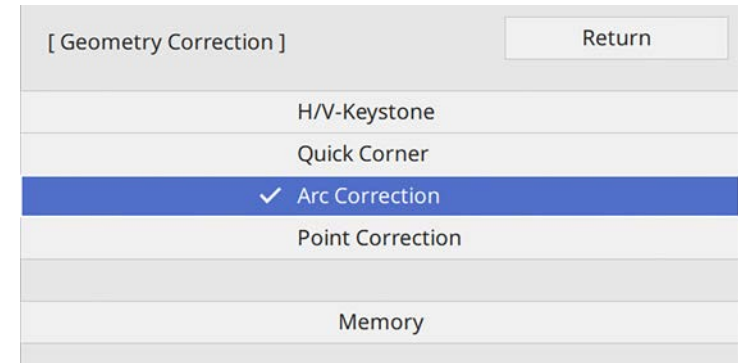 [ Geometry Correction ]
Return
H/V-Keystone
Quick Corner
Arc Correction
Point Correction
Memory